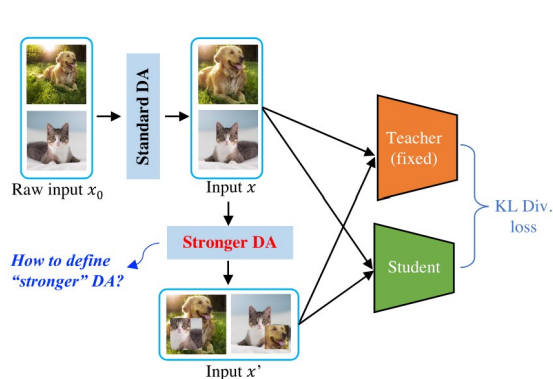 Standard DA
Raw input x₀
Input x
Teacher
(fixed)
KL Div.
loss
Stronger DA
How to define
“stronger” DA?
Student
Input x’